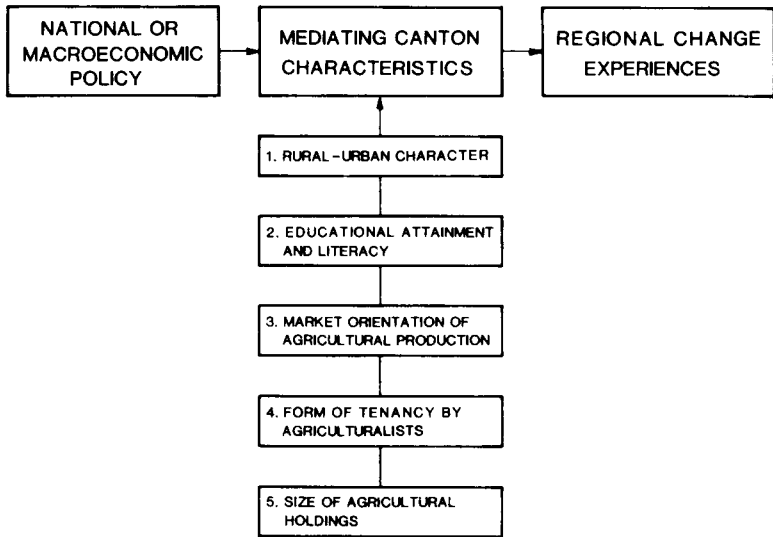 NATIONAL OR
MACROECONOMIC
POLICY
MEDIATING CANTON
CHARACTERISTICS
REGIONAL CHANGE
EXPERIENCES
1. RURAL-URBAN CHARACTER
2. EDUCATIONAL ATTAINMENT
AND LITERACY
3. MARKET ORIENTATION OF
AGRICULTURAL PRODUCTION
4. FORM OF TENANCY BY
AGRICULTURALISTS
5. SIZE OF AGRICULTURAL
HOLDINGS